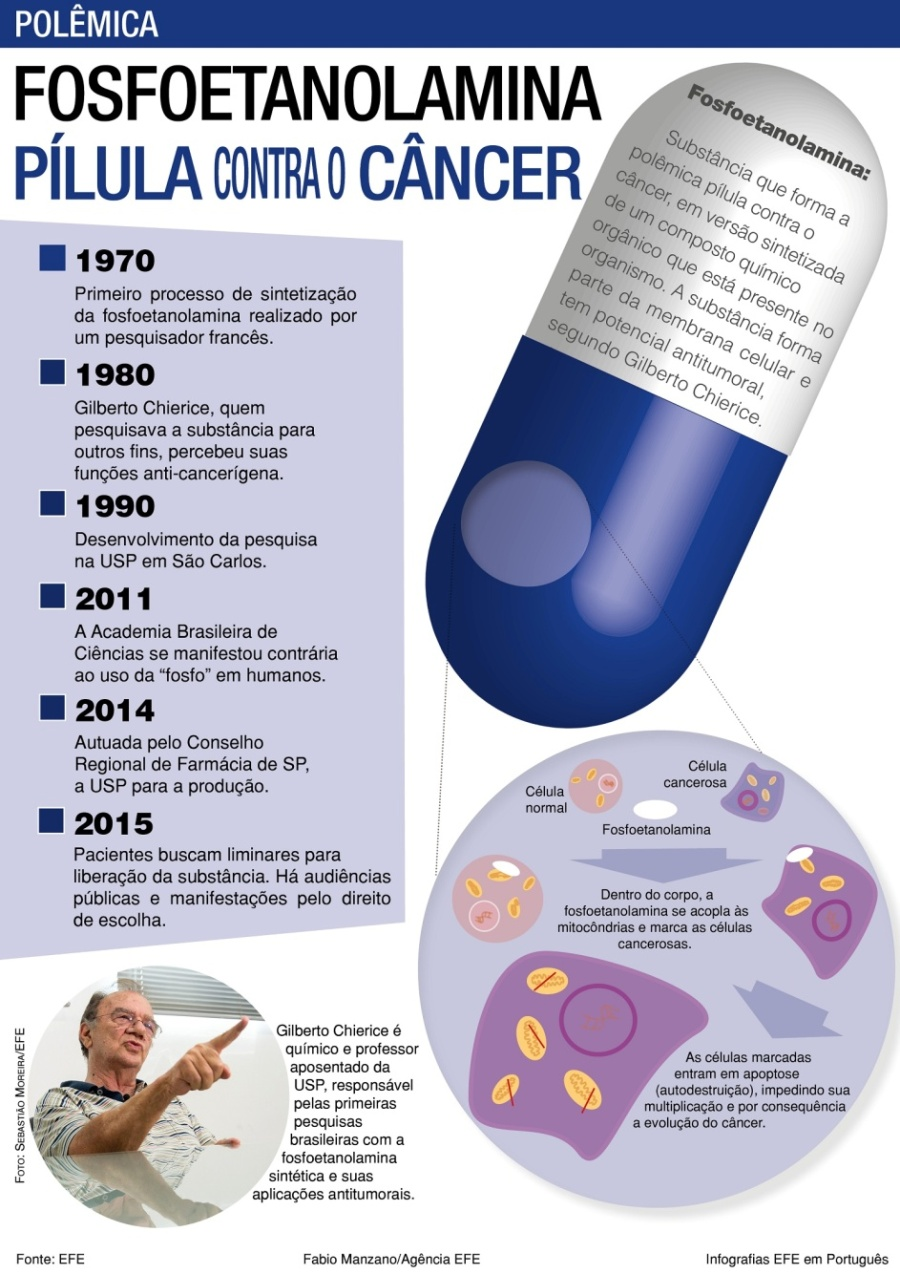 POLÊMICA
FOSFOETANOLAMINA
PÍLULA CONTRA O CÂNCER
Fosfoetanolamina:
Substância que forma a
polêmica pílula contra o
câncer, em versão sintetizada
de um composto químico
orgânico que está presente no
organismo. A substância forma
parte da membrana celular e
tem potencial antitumoral,
segundo Gilberto Chierice.
1970
Primeiro processo de sintetização
da fosfoetanolamina realizado por
um pesquisador francês.
1980
Gilberto Chierice, quem
pesquisava a substância para
outros fins, percebeu suas
funções anti-cancerígena.
1990
Desenvolvimento da pesquisa
na USP em São Carlos.
2011
A Academia Brasileira de
Ciências se manifestou contrária
ao uso da “fosfo” em humanos.
2014
Autuada pelo Conselho
Regional de Farmácia de SP,
a USP para a produção.
2015
Pacientes buscam liminares para
liberação da substância. Há audiências
públicas e manifestações pelo direito
de escolha.
Célula
normal
Célula
cancerosa
Fosfoetanolamina
Dentro do corpo, a
fosfoetanolamina se acopla às
mitocôndrias e marca as células
cancerosas.
As células marcadas
entram em apoptose
(autodestruição), impedindo sua
multiplicação e por consequência
a evolução do câncer.
FOTO: SEBASTIÃO MOREIRA/EFE
Gilberto Chierice é
químico e professor
aposentado da
USP, responsável
pelas primeiras
pesquisas
brasileiras com a
fosfoetanolamina
sintética e suas
aplicações antitumorais.
Fonte: EFE
Fabio Manzano/Agência EFE
Infografias EFE em Português